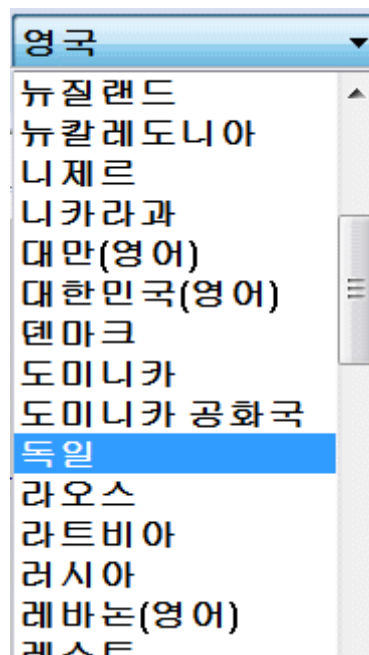 영국
뉴질랜드
뉴칼레도니아
니제르
니카라과
대만(영어)
대한민국(영어)
덴마크
도미니카
도미니카 공화국
독일
라오스
라트비아
러시아
레바논(영어)